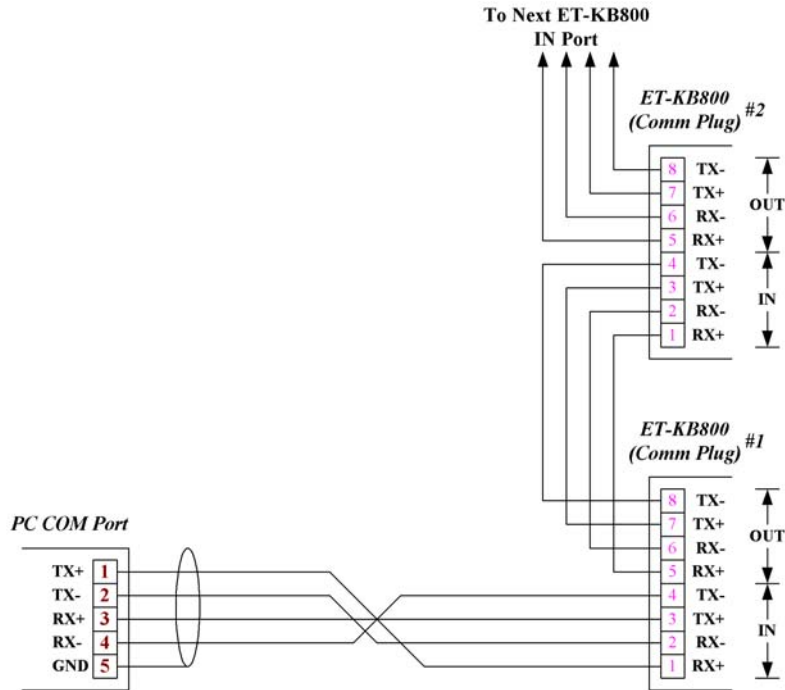 To Next ET-KB800
IN Port
ET-KB800
(Comm Plug) #2
8 TX-
7 TX+
6 RX-
5 RX+
OUT
4 TX-
3 TX+
2 RX-
1 RX+
IN
ET-KB800
(Comm Plug) #1
8 TX-
7 TX+
6 RX-
5 RX+
OUT
4 TX-
3 TX+
2 RX-
1 RX+
IN
PC COM Port
TX+ 1
TX- 2
RX+ 3
RX- 4
GND 5